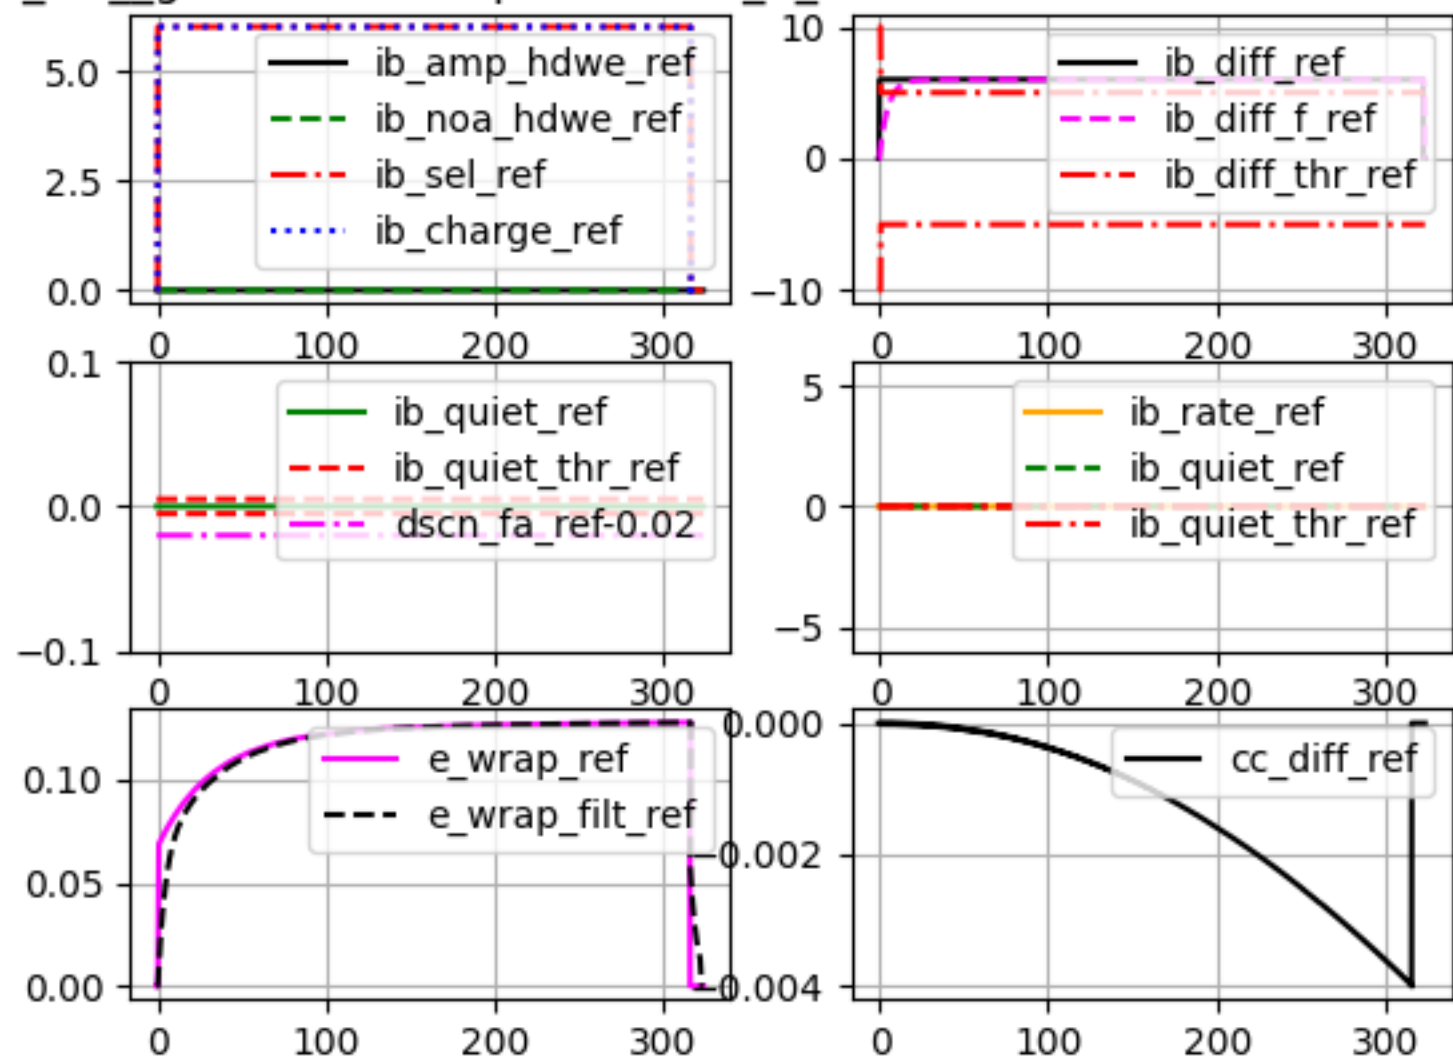 5.0
2.5
0.0
ib_amp_hdwe_ref
ib_noa_hdwe_ref
ib_sel_ref
ib_charge_ref
0 100 200 300
10
0
−10
ib_diff_ref
ib_diff_f_ref
ib_diff_thr_ref
0 100 200 300
0.1
0.0
−0.1
ib_quiet_ref
ib_quiet_thr_ref
dscn_fa_ref-0.02
0 100 200 300
5
0
−5
ib_rate_ref
ib_quiet_ref
ib_quiet_thr_ref
0 100 200 300
0.10
0.05
0.00
e_wrap_ref
e_wrap_filt_ref
0 100 200 300
0.000
−0.002
−0.004
cc_diff_ref
0 100 200 300